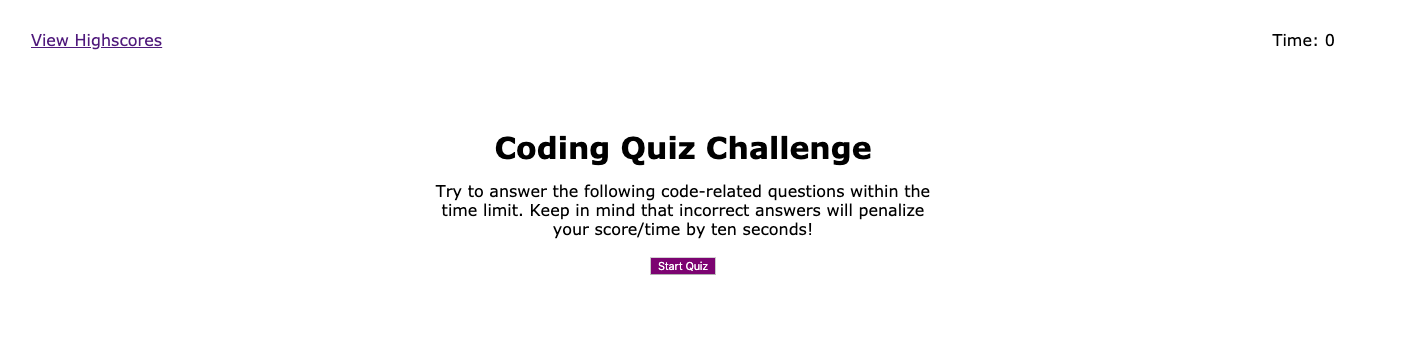 View Highscores
Time: 0
Coding Quiz Challenge
Try to answer the following code-related questions within the
time limit. Keep in mind that incorrect answers will penalize
your score/time by ten seconds!
Start Quiz